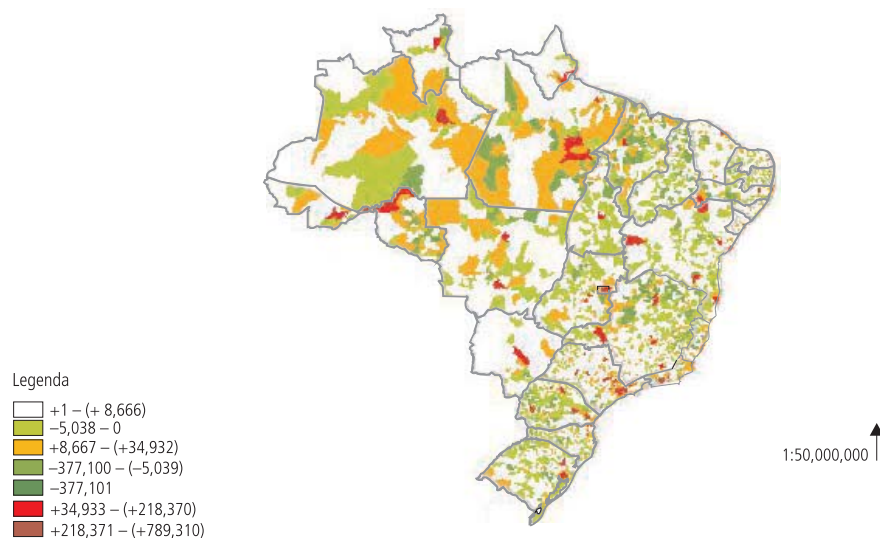 Legenda
+1 – (+ 8,666)
–5,038 – 0
+8,667 – (+34,932)
–377,100 – (–5,039)
–377,101
+34,933 – (+218,370)
+218,371 – (+789,310)
1:50,000,000